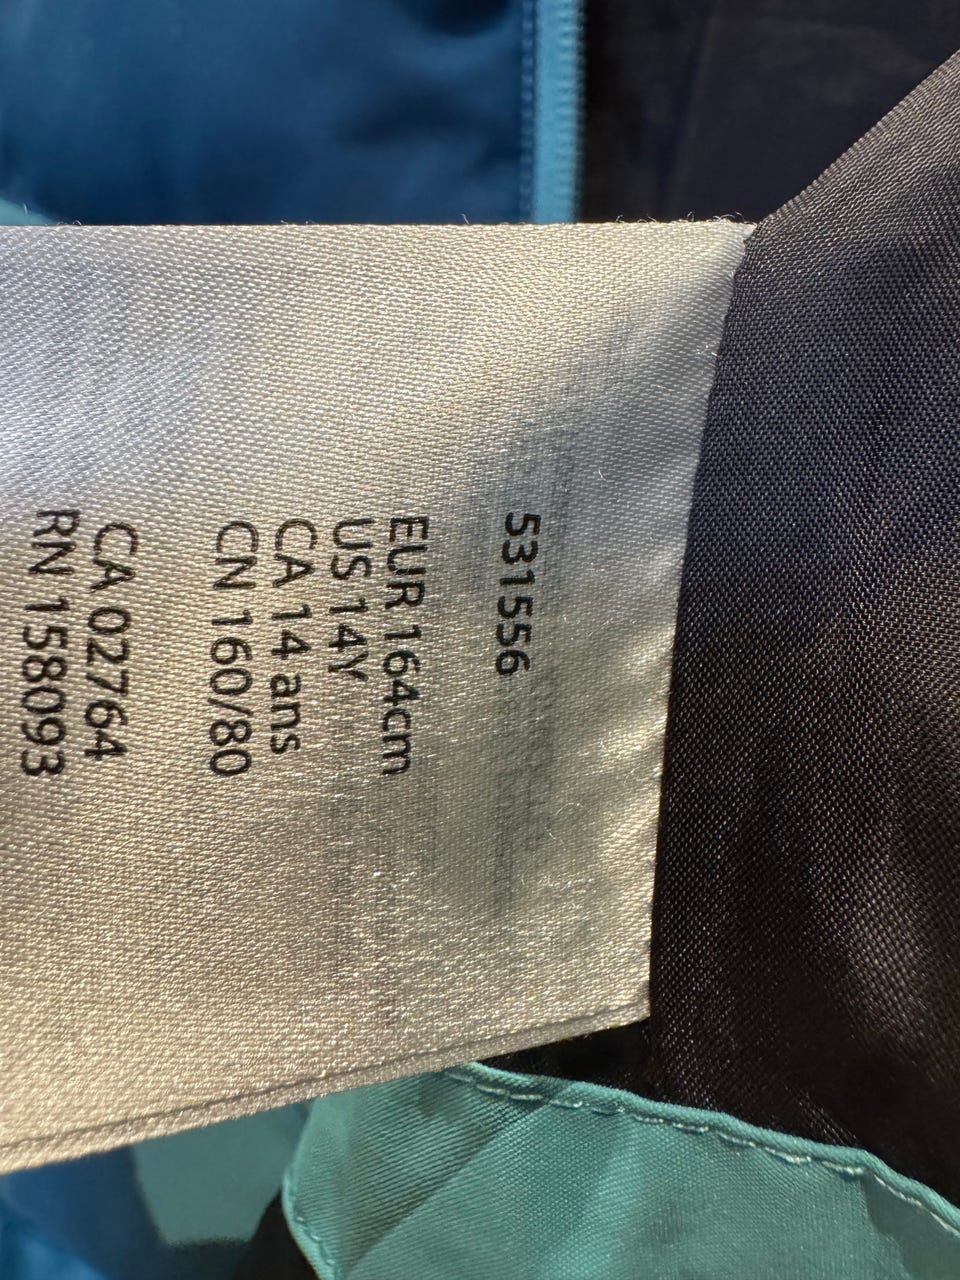 531556
EUR 164cm
US 14Y
CA 14 ans
CN 160/80
CA 02764
RN 158093